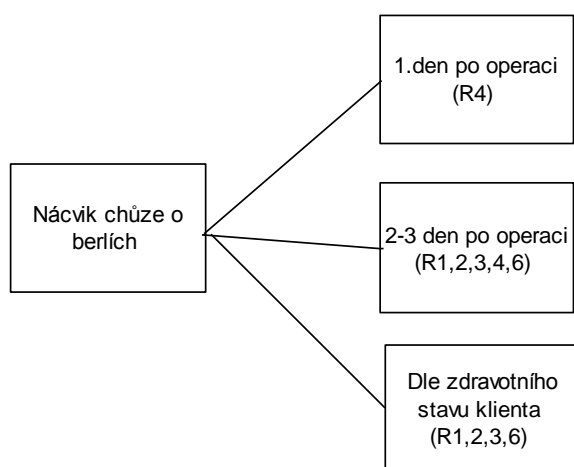 1.den po operaci
(R4)
Nácvik chůze o
berlích
2-3 den po operaci
(R1,2,3,4,6)
Dle zdravotního
stavu klienta
(R1,2,3,6)